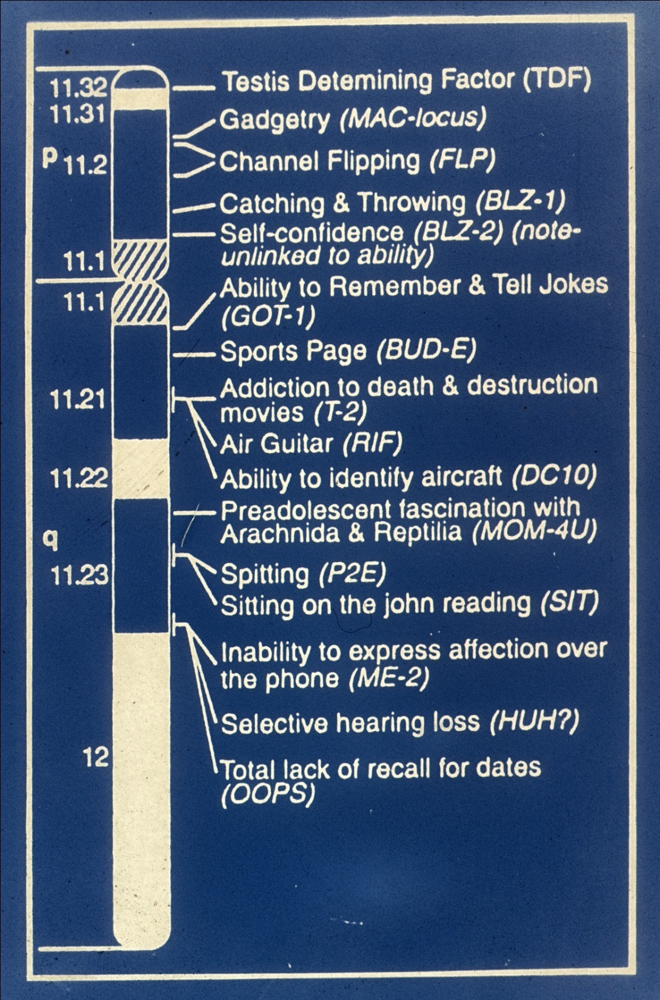 11.32
Testis Detemining Factor (TDF)
11.31
Gadgetry (MAC-locus)
p 11.2
Channel Flipping (FLP)
Catching & Throwing (BLZ-1)
Self-confidence (BLZ-2) (note-
unlinked to ability)
11.1
Ability to Remember & Tell Jokes
11.1
(GOT-1)
Sports Page (BUD-E)
Addiction to death & destruction
11.21
movies (T-2)
Air Guitar (RIF)
11.22
Ability to identify aircraft (DC10)
Preadolescent fascination with
Arachnida & Reptilia (MOM-4U)
q
11.23
Spitting (P2E)
Sitting on the john reading (SIT)
Inability to express affection over
the phone (ME-2)
Selective hearing loss (HUH?)
12
Total lack of recall for dates
(OOPS)